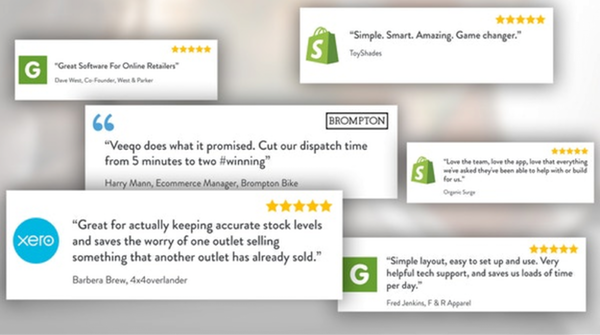 "Simple. Smart. Amazing. Game changer."
ToyShades
G
"Great Software For Online Retailers"
Dave West, Co-Founder, West & Parker
BROMPTON
"Veeqo does what it promised. Cut our dispatch time
from 5 minutes to two #winning"
Harry Mann, Ecommerce Manager, Brompton Bike
"Love the team, love the app, love that everything
we've asked they've been able to help with or build
for us."
Organic Surge
xero
"Great for actually keeping accurate stock levels
and saves the worry of one outlet selling
something that another outlet has already sold."
Barbera Brew, 4x4overlander
G
"Simple layout, easy to set up and use. Very
helpful tech support, and saves us loads of time
per day."
Fred Jenkins, F & R Apparel